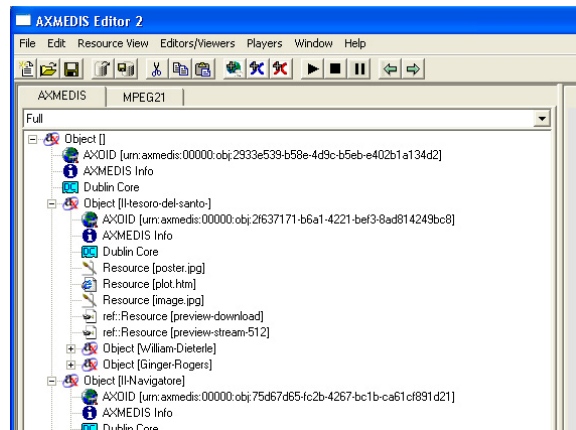 AXMEDIS Editor 2
File Edit Resource View Editors/Viewers Players Window Help
AXMEDIS MPEG21
Full
Object []
AXOID [urn:axmedis:00000:obj:2933e539-b58e-4d9c-b5eb-e402b1a134d2]
AXMEDIS Info
DC Dublin Core
Object [Il-tesoro-del-santo-]
AXOID [urn:axmedis:00000:obj:2f637171-b6a1-4221-bef3-8ad814249bc8]
AXMEDIS Info
DC Dublin Core
Resource [poster.jpg]
Resource [plot.htm]
Resource [image.jpg]
ref::Resource [preview-download]
ref::Resource [preview-stream-512]
Object [William-Dieterle]
Object [Ginger-Rogers]
Object [Il-Navigatore]
AXOID [urn:axmedis:00000:obj:75d67d65-fc2b-4267-bc1b-ca61cf891d21]
AXMEDIS Info
Dublin Core